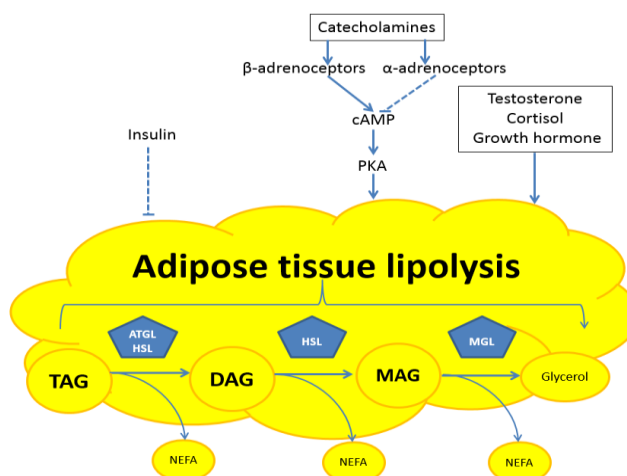 Catecholamines
β-adrenoceptors α-adrenoceptors
cAMP
Testosterone
Cortisol
Growth hormone
Insulin
PKA
Adipose tissue lipolysis
ATGL
HSL
HSL
MGL
TAG
DAG
MAG
Glycerol
NEFA
NEFA
NEFA